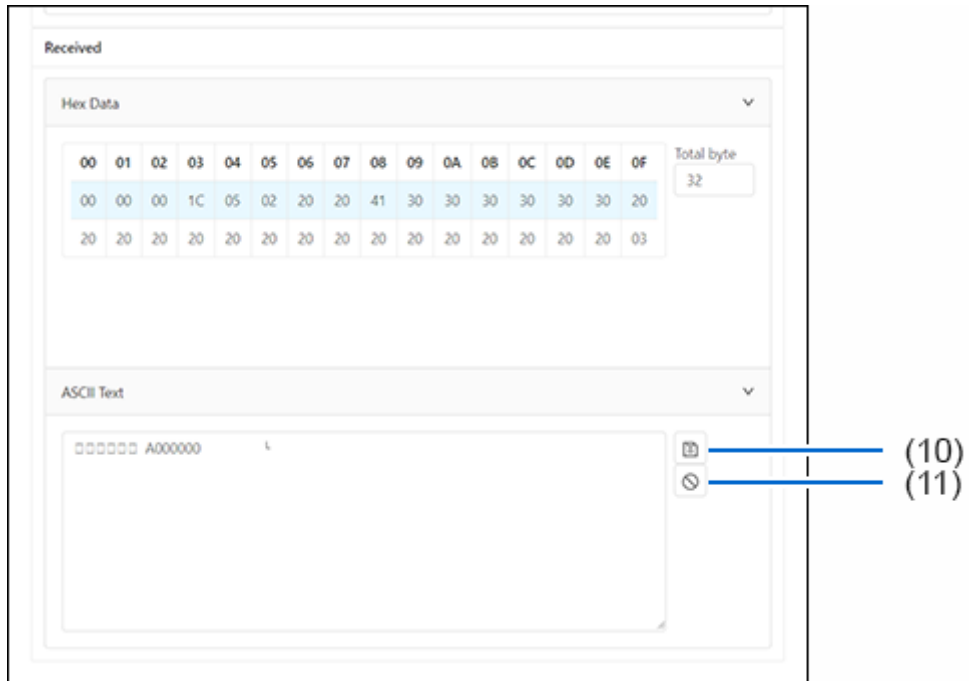 Received
Hex Data
00 01 02 03 04 05 06 07 08 09 0A 0B 0C 0D 0E 0F Total byte
32
00 00 00 1C 05 02 20 20 41 30 30 30 30 30 30 20
20 20 20 20 20 20 20 20 20 20 20 20 20 20 20 03
ASCII Text
□□□□□□ A000000 └
(10)
(11)